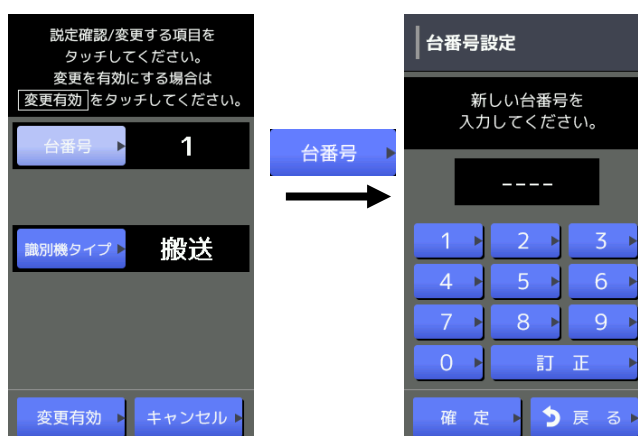 説定確認/変更する項目を
タッチしてください。
変更を有効にする場合は
変更有効をタッチしてください。
台番号
1
識別機タイプ
搬送
変更有効
キャンセル
台番号
台番号設定
新しい台番号を
入力してください。
----
1
2
3
4
5
6
7
8
9
0
訂 正
確 定
戻 る